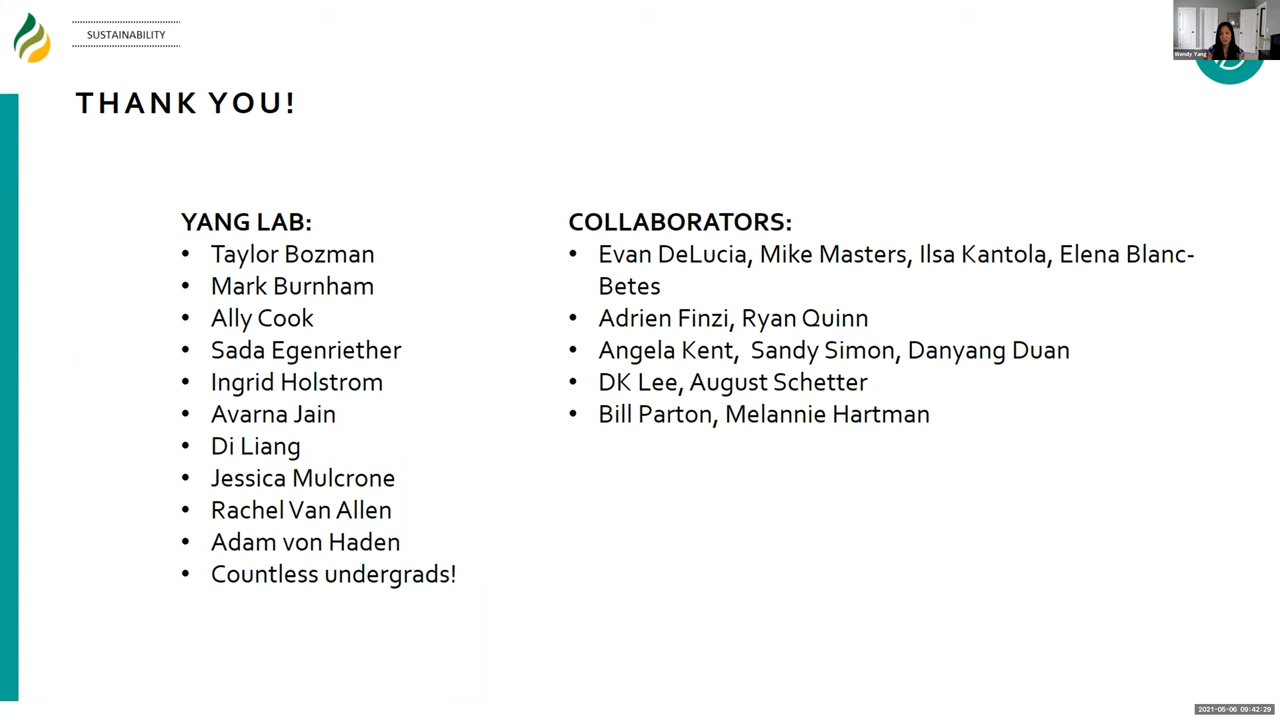 SUSTAINABILITY
Wendy Yang
THANK YOU!
YANG LAB:
• Taylor Bozman
• Mark Burnham
• Ally Cook
• Sada Egenriether
• Ingrid Holstrom
• Avarna Jain
• Di Liang
• Jessica Mulcrone
• Rachel Van Allen
• Adam von Haden
• Countless undergrads!
COLLABORATORS:
• Evan DeLucia, Mike Masters, Ilsa Kantola, Elena Blanc-
Betes
• Adrien Finzi, Ryan Quinn
• Angela Kent, Sandy Simon, Danyang Duan
• DK Lee, August Schetter
• Bill Parton, Melannie Hartman
2021-05-06 09:42:29